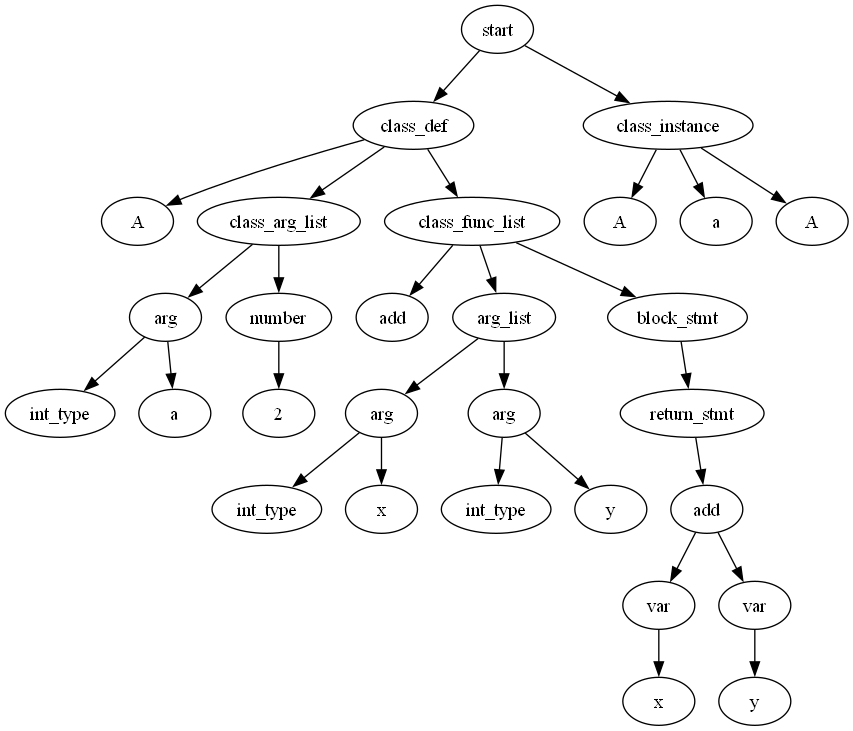 start
class_def
class_instance
A
class_arg_list
class_func_list
A
a
A
arg
number
add
arg_list
block_stmt
int_type
a
2
arg
arg
return_stmt
int_type
x
int_type
y
add
var
var
x
y